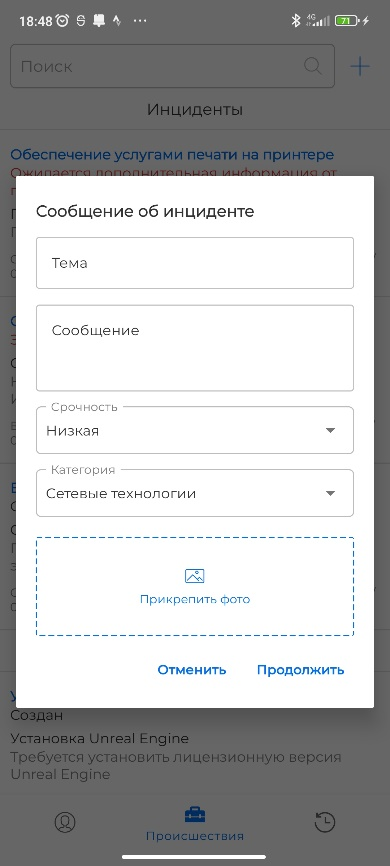 18:48
4G
71
Поиск
Инциденты
Обеспечение услугами печати на принтере
Ожидается дополнительная информация от
Сообщение об инциденте
Тема
Сообщение
Срочность
Низкая
Категория
Сетевые технологии
Прикрепить фото
Отменить
Продолжить
Создан
Установка Unreal Engine
Требуется установить лицензионную версия
Unreal Engine
Происшествия